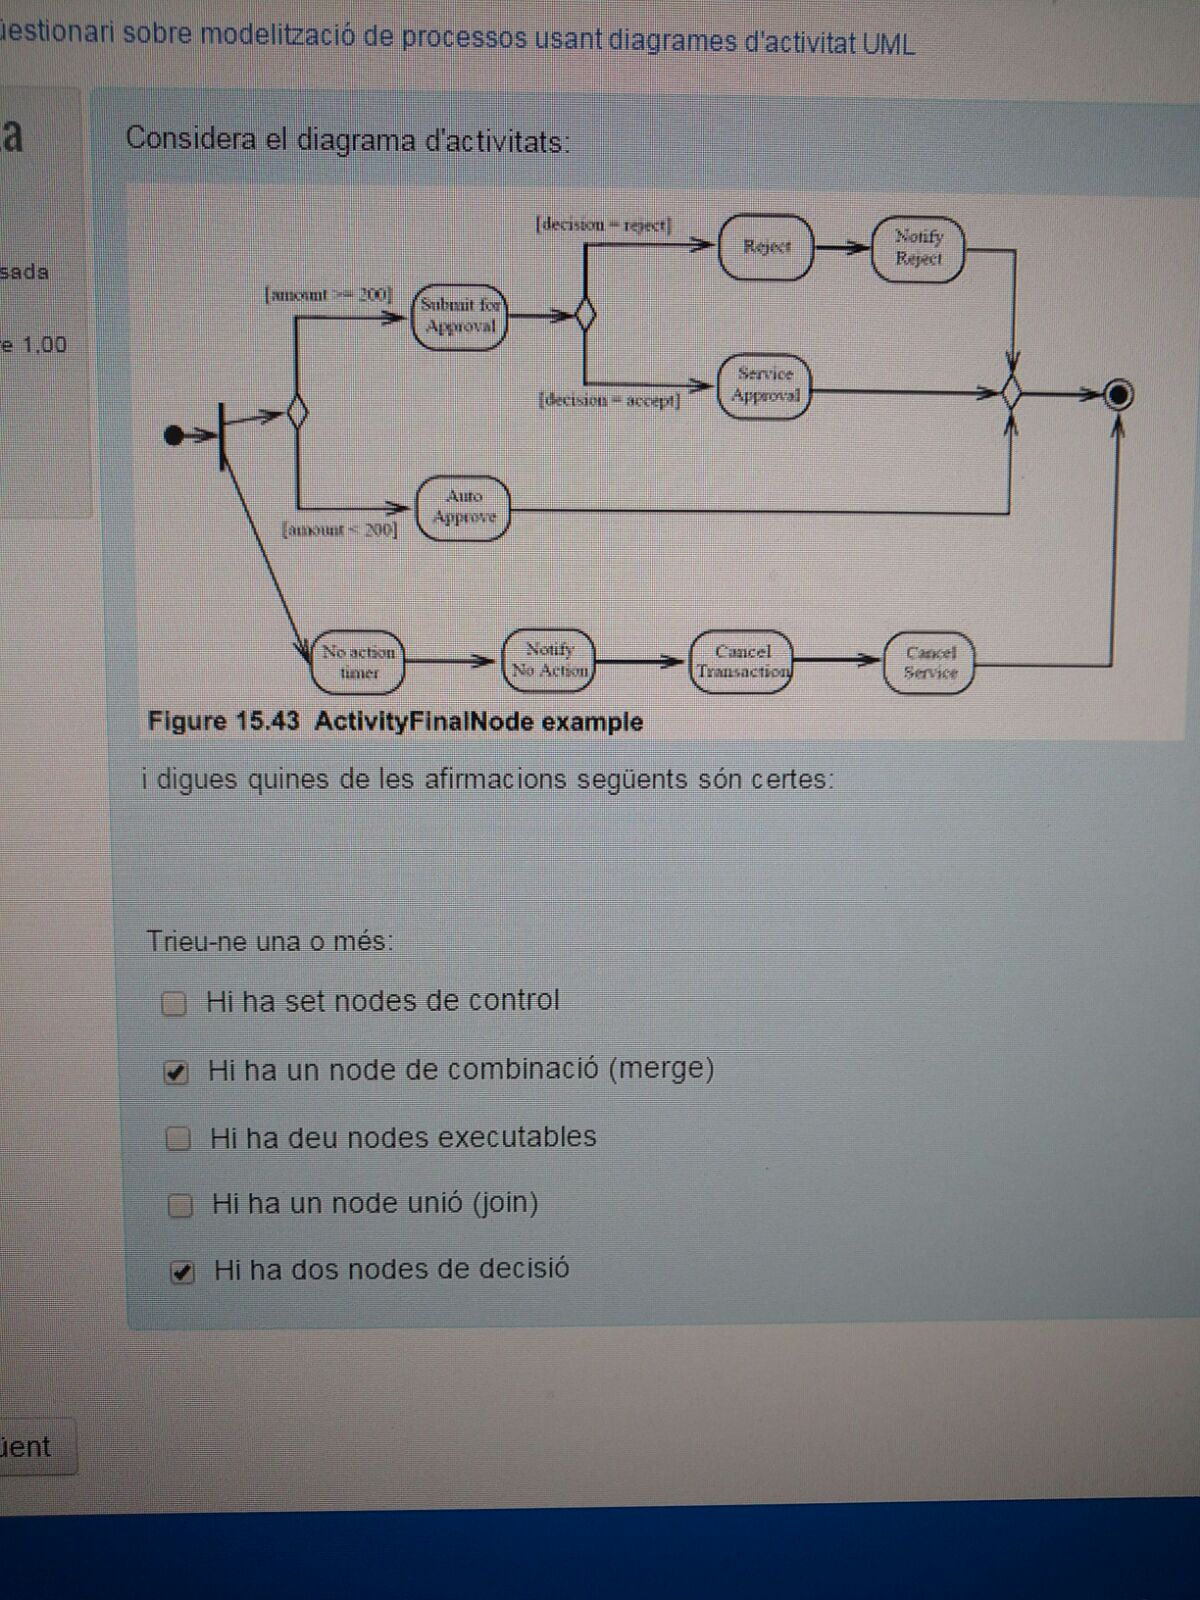 üestionari sobre modelització de processos usant diagrames d'activitat UML
a
sada
e 1,00
Considera el diagrama d'activitats:
[decision = reject]
Reject
Notify
Reject
[amount >= 200]
Submit for
Approval
Service
Approval
[decision = accept]
Auto
Approve
[amount < 200]
No action
timer
Notify
No Action
Cancel
Transaction
Cancel
Service
Figure 15.43 ActivityFinalNode example
i digues quines de les afirmacions següents són certes:
Trieu-ne una o més:
Hi ha set nodes de control
Hi ha un node de combinació (merge)
Hi ha deu nodes executables
Hi ha un node unió (join)
Hi ha dos nodes de decisió
üent